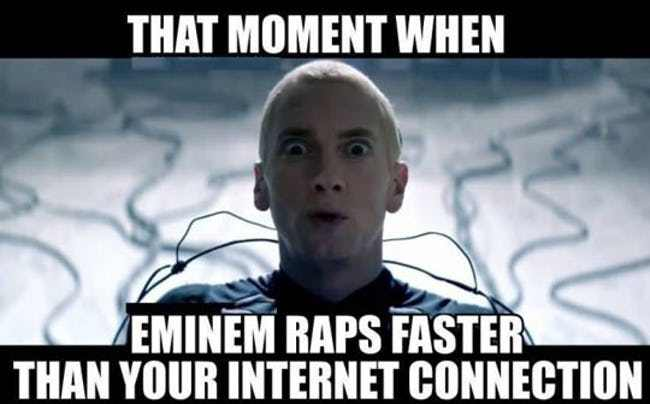 THAT MOMENT WHEN
EMINEM RAPS FASTER
THAN YOUR INTERNET CONNECTION